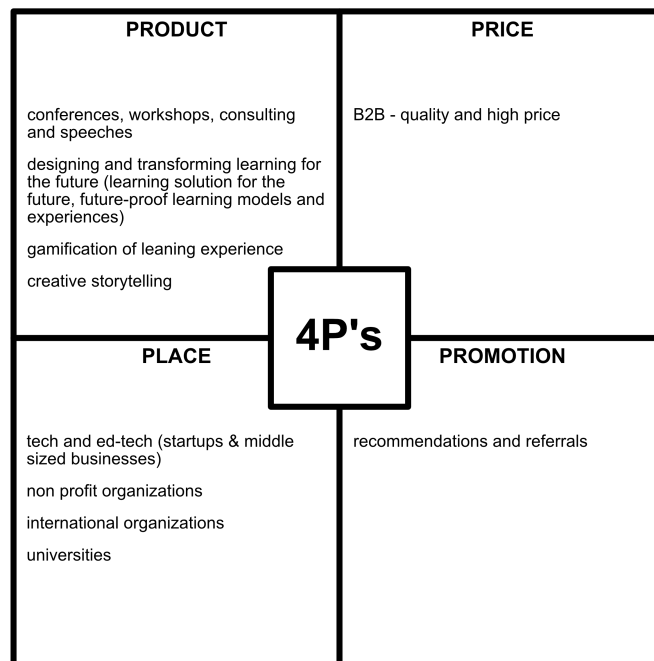 PRODUCT
conferences, workshops, consulting
and speeches
designing and transforming learning for
the future (learning solution for the
future, future-proof learning models and
experiences)
gamification of leaning experience
creative storytelling
PRICE
B2B - quality and high price
4P's
PLACE
tech and ed-tech (startups & middle
sized businesses)
non profit organizations
international organizations
universities
PROMOTION
recommendations and referrals